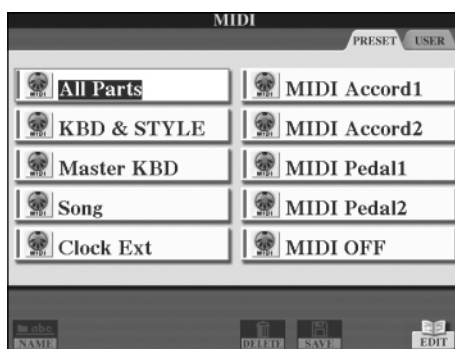 MIDI
PRESET USER
All Parts
KBD & STYLE
Master KBD
Song
Clock Ext
MIDI Accord1
MIDI Accord2
MIDI Pedal1
MIDI Pedal2
MIDI OFF
abc
NAME DELETE SAVE EDIT